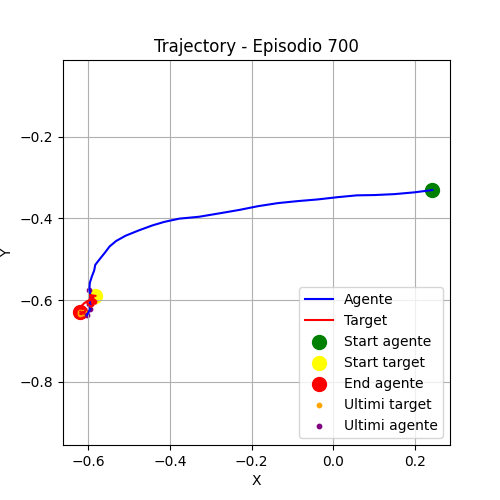 Trajectory - Episodio 700
Y
−0.2
−0.4
−0.6
−0.8
Agente
Target
Start agente
Start target
End agente
Ultimi target
Ultimi agente
−0.6 −0.4 −0.2 0.0 0.2
X